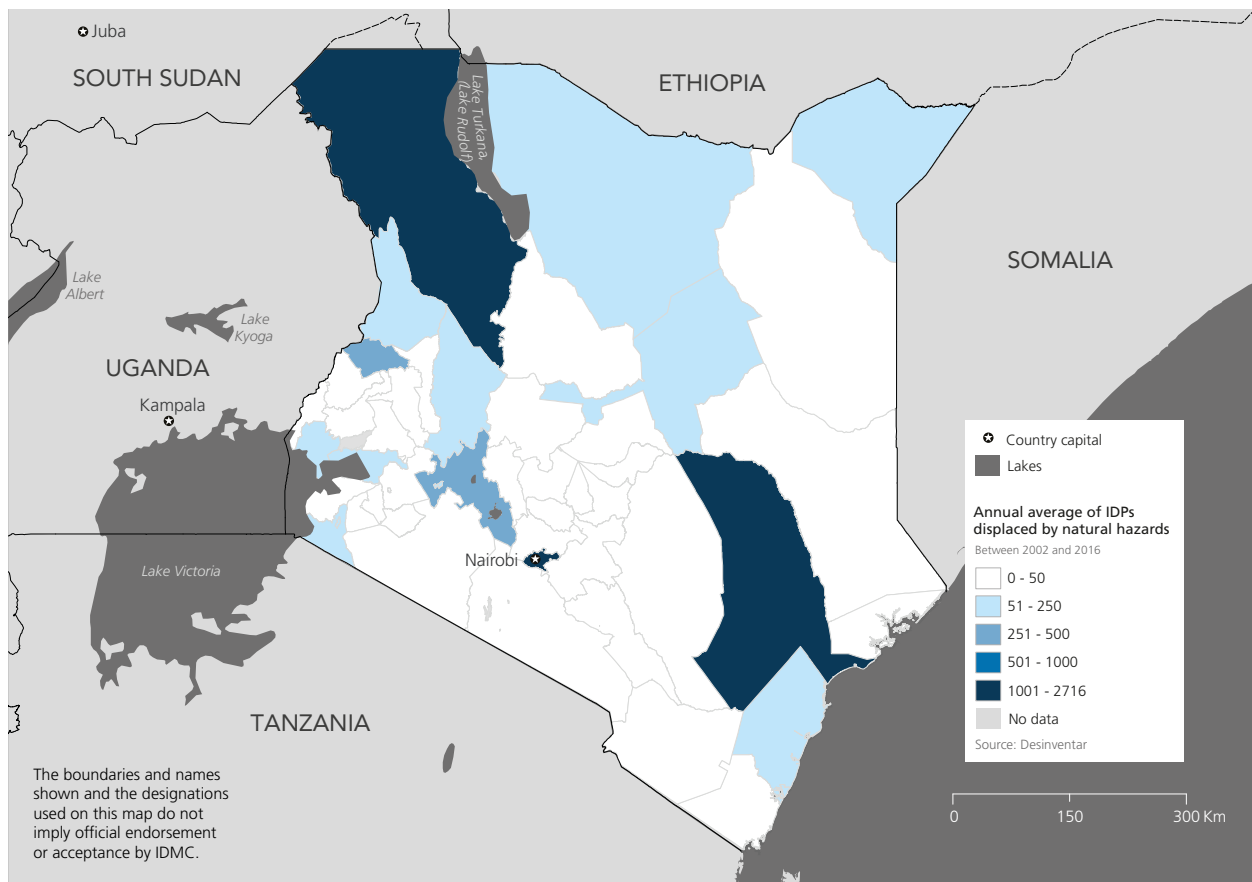 Juba
SOUTH SUDAN
ETHIOPIA
Lake Turkana,
(Lake Rudolf)
SOMALIA
Lake
Albert
Lake
Kyoga
UGANDA
Kampala
Nairobi
Lake Victoria
TANZANIA
Country capital
Lakes
Annual average of IDPs
displaced by natural hazards
Between 2002 and 2016
0 - 50
51 - 250
251 - 500
501 - 1000
1001 - 2716
No data
Source: Desinventar
The boundaries and names
shown and the designations
used on this map do not
imply official endorsement
or acceptance by IDMC.
0 150 300 Km